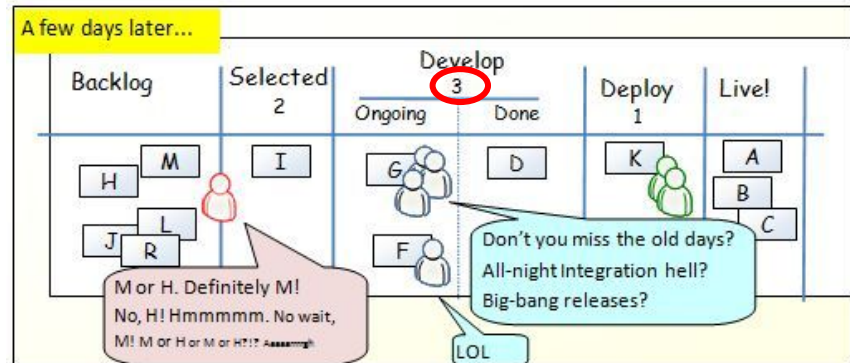 A few days later...
Backlog
Selected
2
Develop
3
Ongoing
Done
Deploy
1
Live!
H
M
J
L
R
I
G
F
D
K
A
B
C
M or H. Definitely M!
No, H! Hmmmmm. No wait,
M! M or H or M or H?!? Aaaaarrrgh
Don't you miss the old days?
All-night Integration hell?
Big-bang releases?
LOL